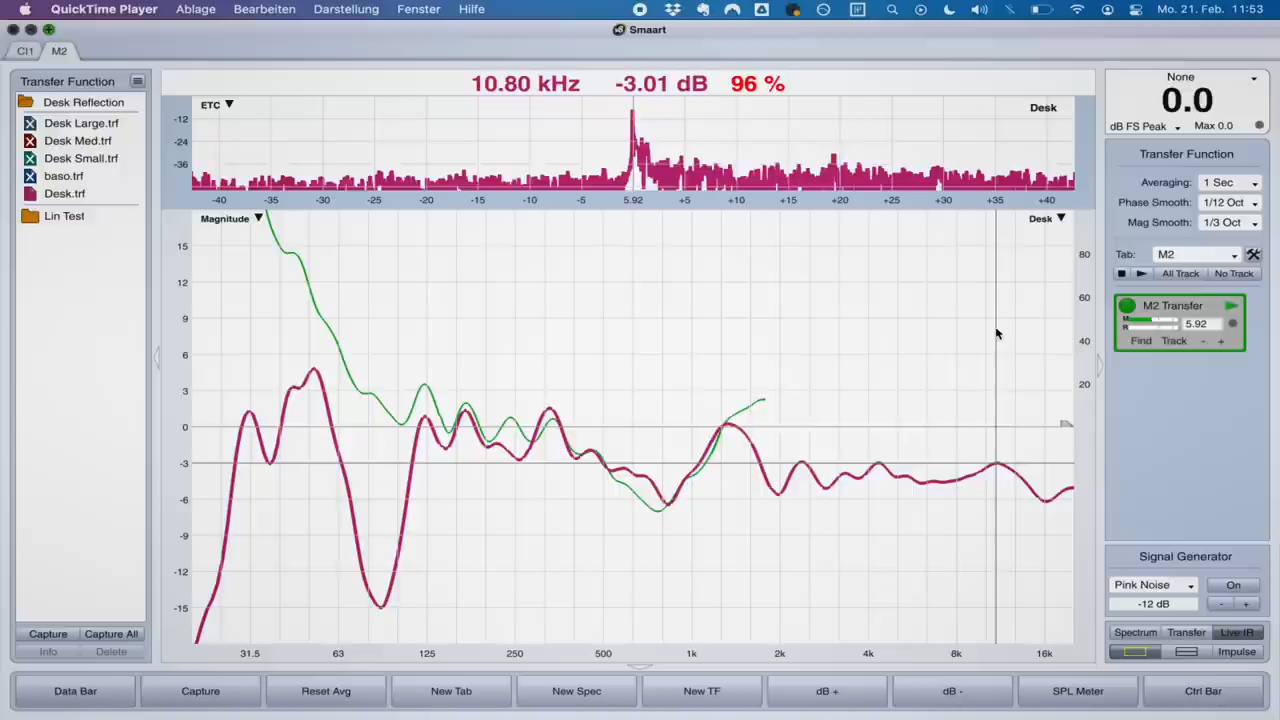 QuickTime Player Ablage Bearbeiten Darstellung Fenster Hilfe Mo. 21. Feb. 11:53
Smaart
CI1 M2
Transfer Function
Desk Reflection
Desk Large.trf
Desk Med.trf
Desk Small.trf
baso.trf
Desk.trf
Lin Test
Capture Capture All
Info Delete
10.80 kHz -3.01 dB 96 %
ETC Desk
-12
-24
-36
-40 -35 -30 -25 -20 -15 -10 -5 5.92 +5 +10 +15 +20 +25 +30 +35 +40
Magnitude Desk
15
12
9
6
3
0
-3
-6
-9
-12
-15
80
60
40
20
31.5 63 125 250 500 1k 2k 4k 8k 16k
None
0.0
dB FS Peak Max 0.0
Transfer Function
Averaging: 1 Sec
Phase Smooth: 1/12 Oct
Mag Smooth: 1/3 Oct
Tab: M2
All Track No Track
M2 Transfer
M
R
5.92
Find Track - +
Signal Generator
Pink Noise On
-12 dB - +
Spectrum Transfer Live IR
Impulse
Data Bar Capture Reset Avg New Tab New Spec New TF dB + dB - SPL Meter Ctrl Bar